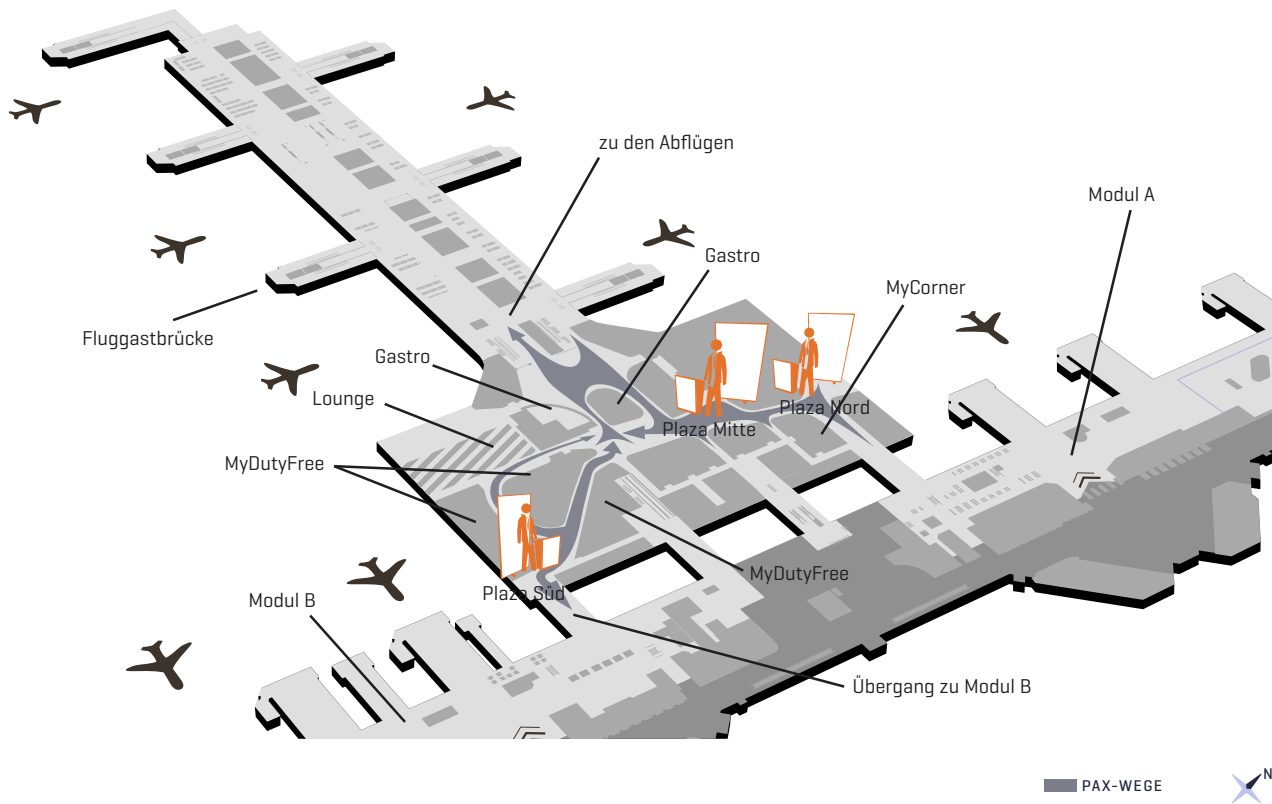 zu den Abflügen
Modul A
Gastro
MyCorner
Fluggastbrücke
Gastro
Lounge
Plaza Nord
Plaza Mitte
MyDutyFree
MyDutyFree
Plaza Süd
Modul B
Übergang zu Modul B
PAX-WEGE
N